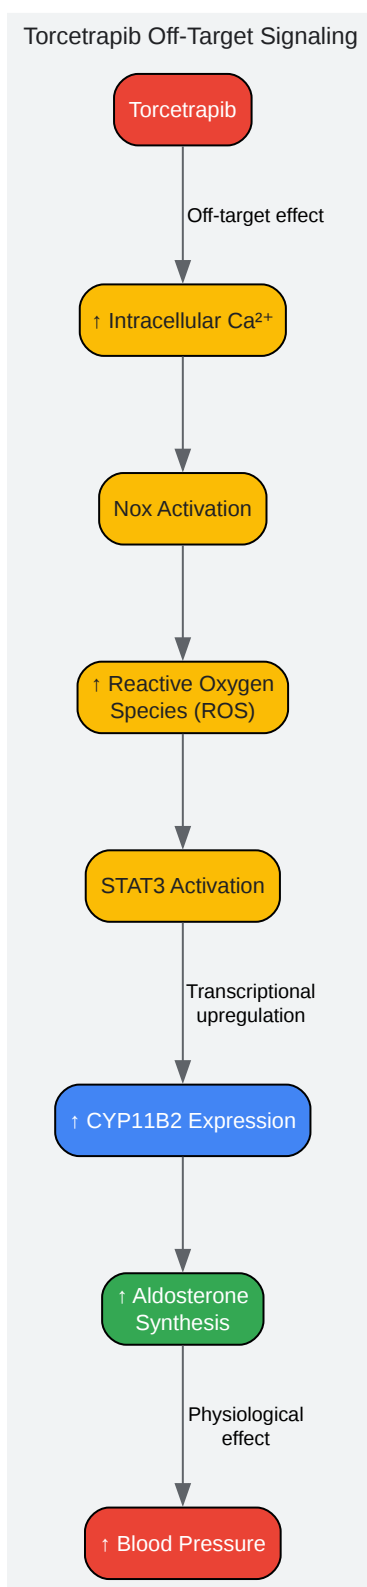 Torcetrapib Off-Target Signaling
Torcetrapib
Off-target effect
↑ Intracellular Ca²⁺
Nox Activation
↑ Reactive Oxygen
Species (ROS)
STAT3 Activation
Transcriptional
upregulation
↑ CYP11B2 Expression
↑ Aldosterone
Synthesis
Physiological
effect
↑ Blood Pressure